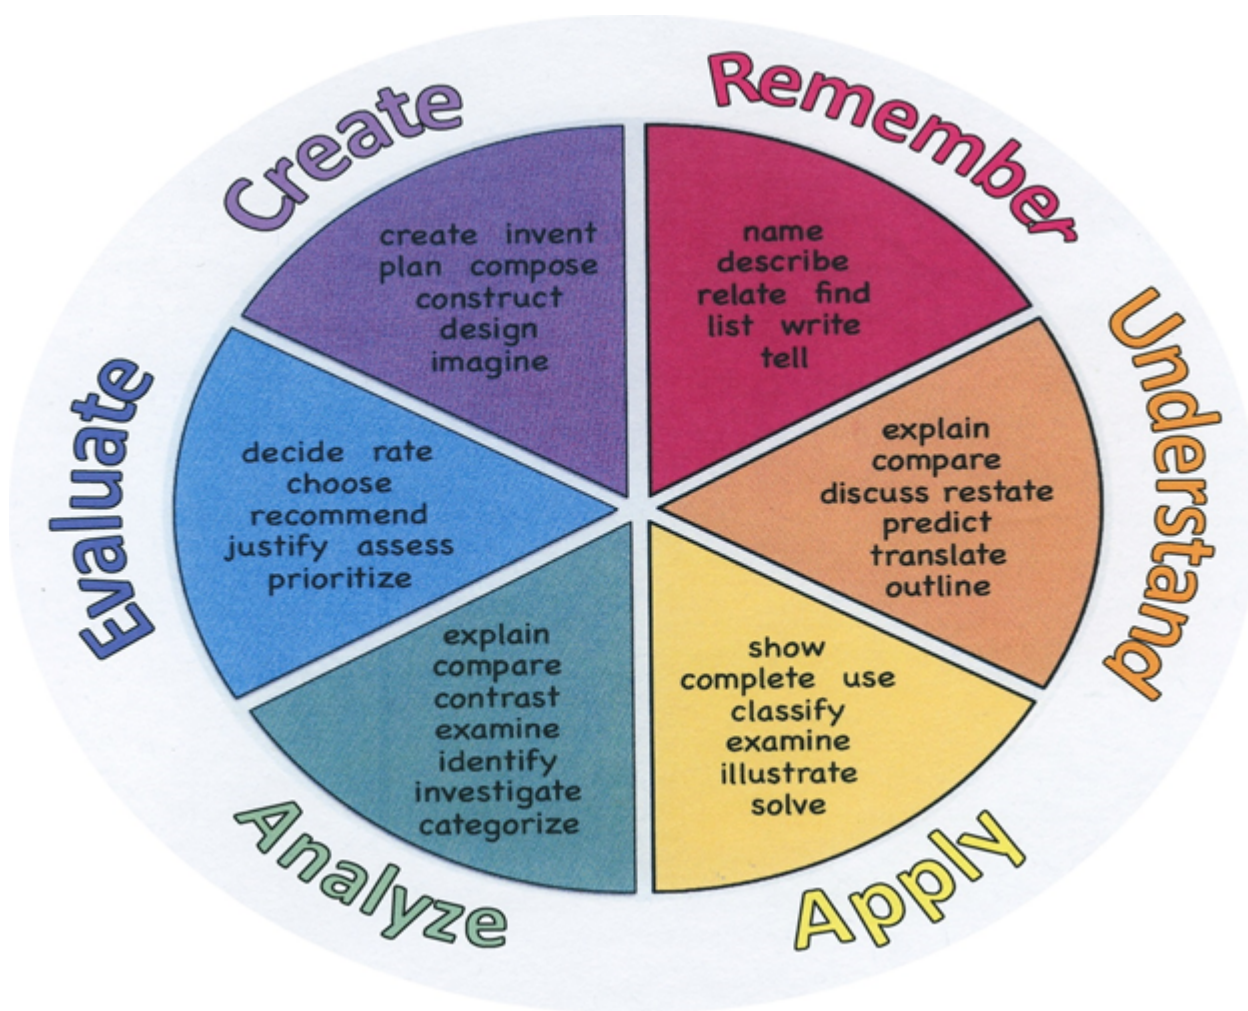 Remember
name
describe
relate find
list write
tell
Understand
explain
compare
discuss restate
predict
translate
outline
Apply
show
complete use
classify
examine
illustrate
solve
Analyze
explain
compare
contrast
examine
identify
investigate
categorize
Evaluate
decide rate
choose
recommend
justify assess
prioritize
Create
create invent
plan compose
construct
design
imagine